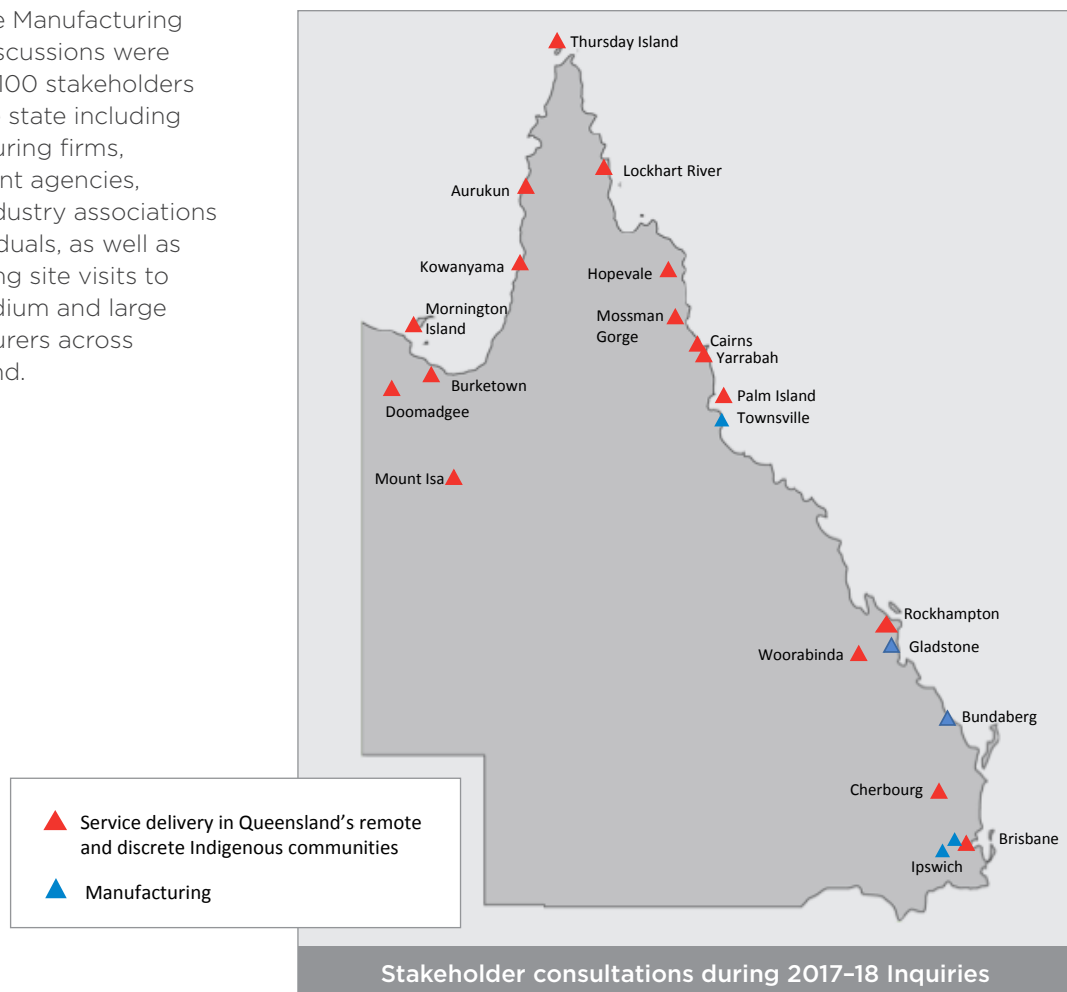 e Manufacturing
scussions were
100 stakeholders
state including
uring firms,
nt agencies,
dustry associations
duals, as well as
ng site visits to
dium and large
urers across
nd.
Thursday Island
Lockhart River
Aurukun
Kowanyama
Hopevale
Mornington
Island
Mossman
Gorge
Cairns
Yarrabah
Burketown
Doomadgee
Palm Island
Townsville
Mount Isa
Rockhampton
Gladstone
Woorabinda
Bundaberg
Cherbourg
Brisbane
Ipswich
Service delivery in Queensland's remote
and discrete Indigenous communities
Manufacturing
Stakeholder consultations during 2017–18 Inquiries